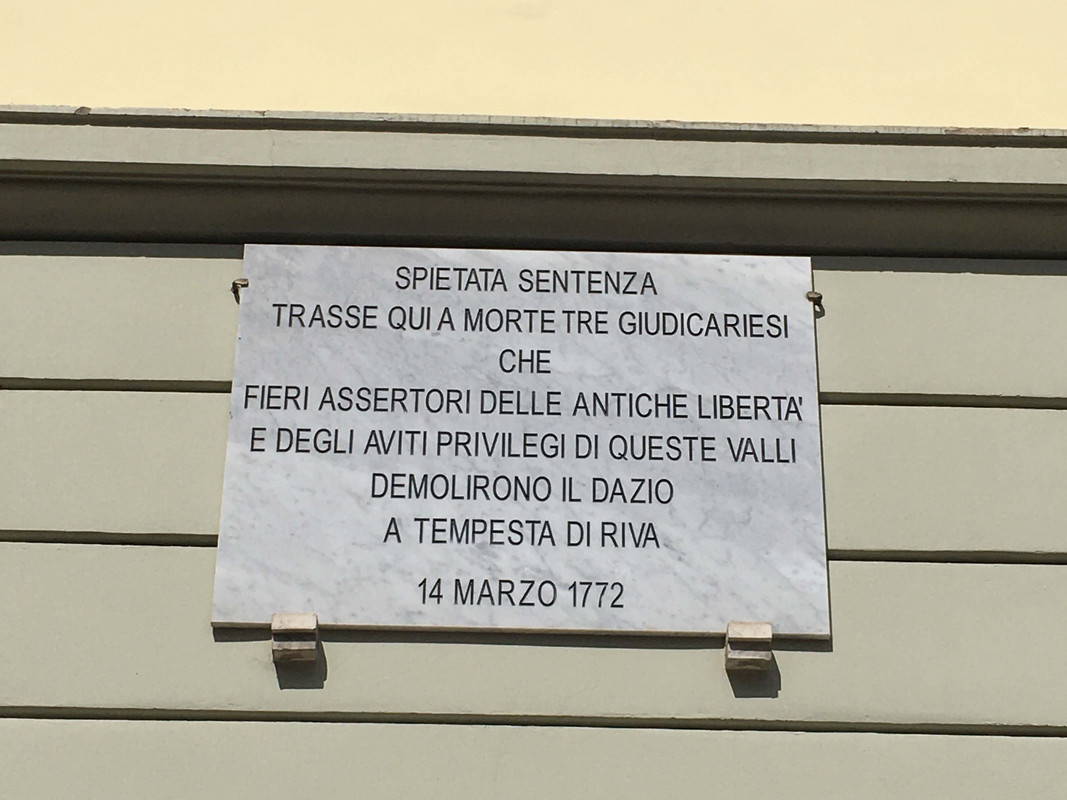 SPIETATA SENTENZA
TRASSE QUI A MORTE TRE GIUDICARIESI
CHE
FIERI ASSERTORI DELLE ANTICHE LIBERTA'
E DEGLI AVITI PRIVILEGI DI QUESTE VALLI
DEMOLIRONO IL DAZIO
A TEMPESTA DI RIVA
14 MARZO 1772